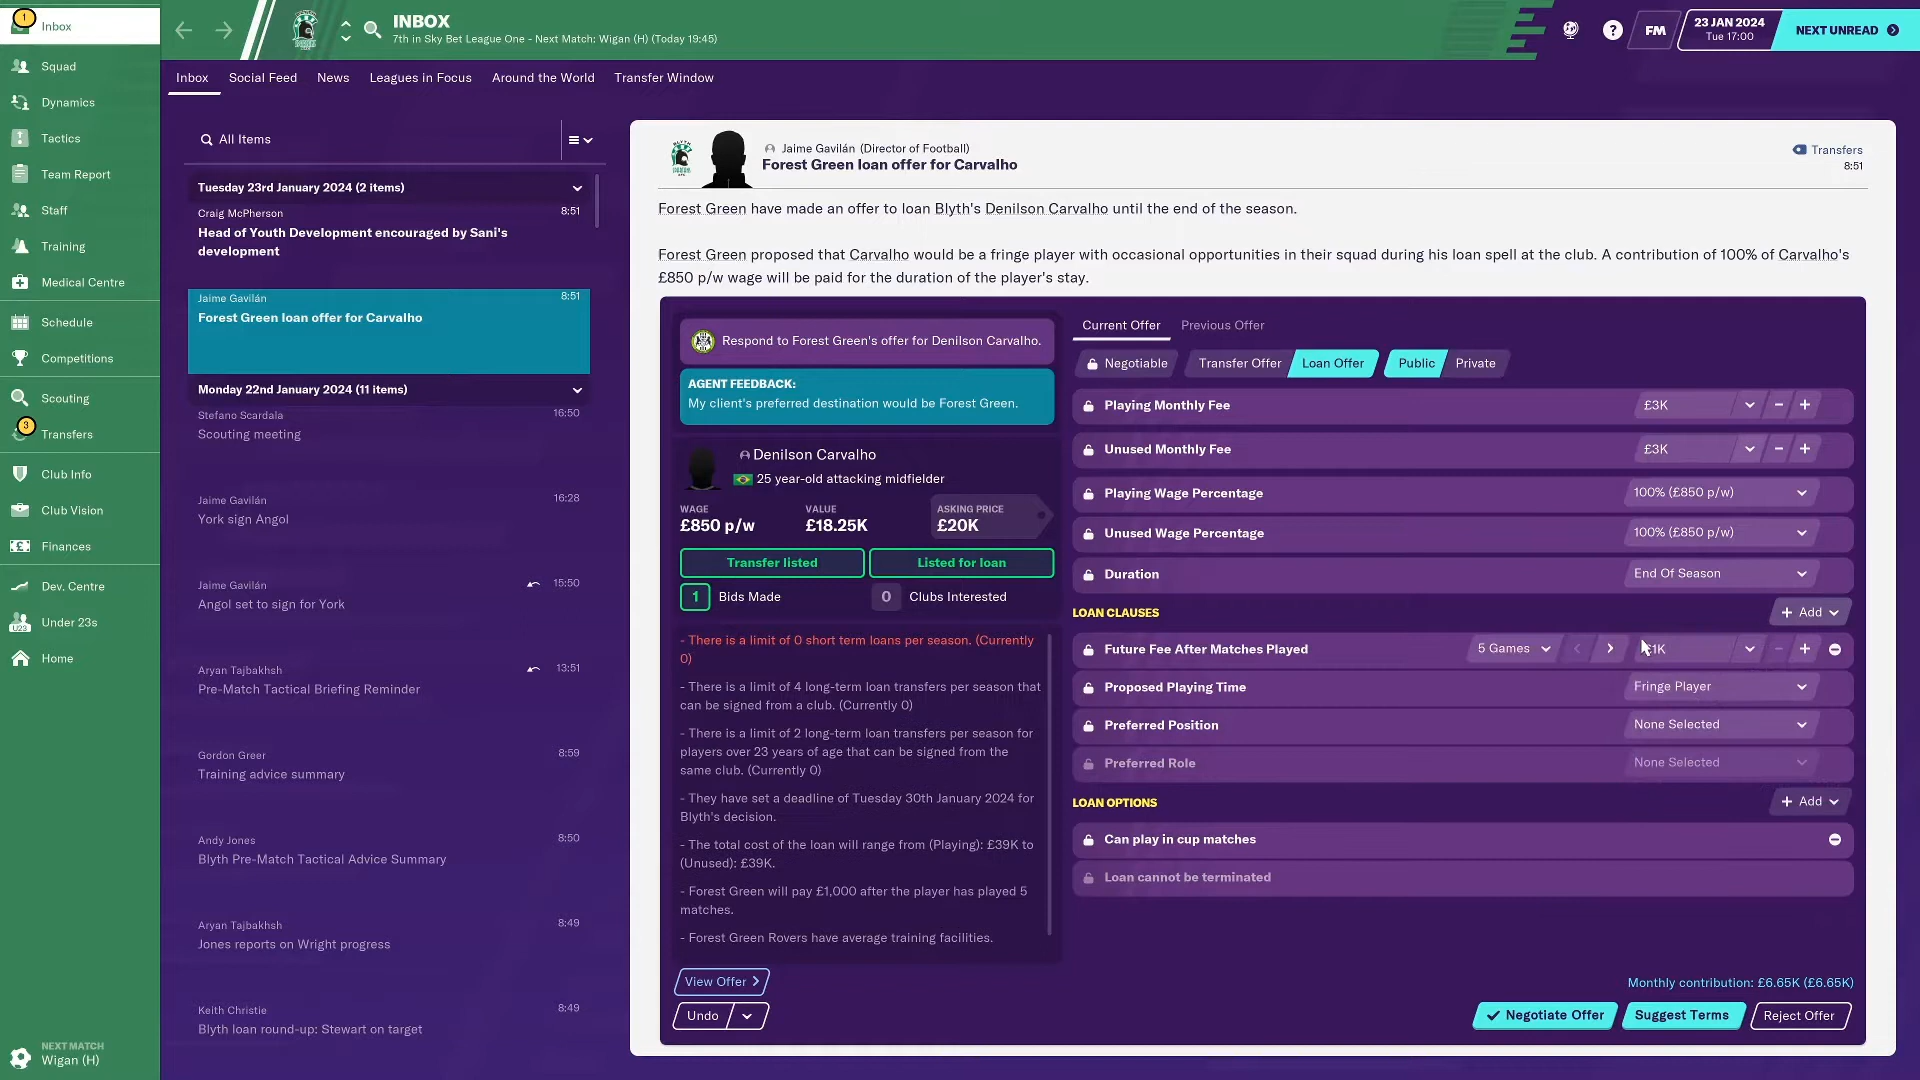 1
Inbox
INBOX
7th in Sky Bet League One - Next Match: Wigan (H) (Today 19:45)
?
FM
23 JAN 2024
Tue 17:00
NEXT UNREAD
Squad
Dynamics
Tactics
Team Report
Staff
Training
Medical Centre
Schedule
Competitions
Scouting
3
Transfers
Club Info
Club Vision
Finances
Dev. Centre
Under 23s
Home
NEXT MATCH
Wigan (H)
Inbox Social Feed News Leagues in Focus Around the World Transfer Window
All Items
Tuesday 23rd January 2024 (2 items)
Craig McPherson 8:51
Head of Youth Development encouraged by Sani's
development
Jaime Gavilán 8:51
Forest Green loan offer for Carvalho
Monday 22nd January 2024 (11 items)
Stefano Scardala 16:50
Scouting meeting
Jaime Gavilán 16:28
York sign Angol
Jaime Gavilán 15:50
Angol set to sign for York
Aryan Tajbakhsh 13:51
Pre-Match Tactical Briefing Reminder
Gordon Greer 8:59
Training advice summary
Andy Jones 8:50
Blyth Pre-Match Tactical Advice Summary
Aryan Tajbakhsh 8:49
Jones reports on Wright progress
Keith Christie 8:49
Blyth loan round-up: Stewart on target
Jaime Gavilán (Director of Football)
Forest Green loan offer for Carvalho
Transfers
8:51
Forest Green have made an offer to loan Blyth's Denilson Carvalho until the end of the season.
Forest Green proposed that Carvalho would be a fringe player with occasional opportunities in their squad during his loan spell at the club. A contribution of 100% of Carvalho's
£850 p/w wage will be paid for the duration of the player's stay.
Respond to Forest Green's offer for Denilson Carvalho.
AGENT FEEDBACK:
My client's preferred destination would be Forest Green.
Denilson Carvalho
25 year-old attacking midfielder
WAGE VALUE ASKING PRICE
£850 p/w £18.25K £20K
Transfer listed Listed for loan
1 Bids Made 0 Clubs Interested
- There is a limit of 0 short term loans per season. (Currently
0)
- There is a limit of 4 long-term loan transfers per season that
can be signed from a club. (Currently 0)
- There is a limit of 2 long-term loan transfers per season for
players over 23 years of age that can be signed from the
same club. (Currently 0)
- They have set a deadline of Tuesday 30th January 2024 for
Blyth's decision.
- The total cost of the loan will range from (Playing): £39K to
(Unused): £39K.
- Forest Green will pay £1,000 after the player has played 5
matches.
- Forest Green Rovers have average training facilities.
View Offer
Undo
Current Offer Previous Offer
Negotiable Transfer Offer Loan Offer Public Private
Playing Monthly Fee £3K
Unused Monthly Fee £3K
Playing Wage Percentage 100% (£850 p/w)
Unused Wage Percentage 100% (£850 p/w)
Duration End Of Season
LOAN CLAUSES + Add
Future Fee After Matches Played 5 Games £1K
Proposed Playing Time Fringe Player
Preferred Position None Selected
Preferred Role None Selected
LOAN OPTIONS + Add
Can play in cup matches
Loan cannot be terminated
Monthly contribution: £6.65K (£6.65K)
Negotiate Offer Suggest Terms Reject Offer